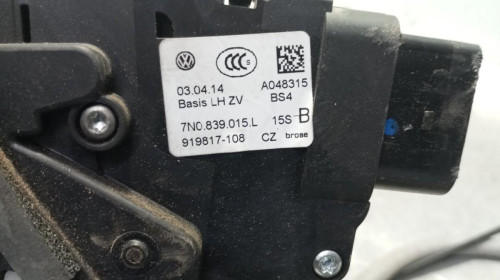 03.04.14 A048315
Basis LH ZV BS4
7N0.839.015.L 15S B
919817-108 CZ brose